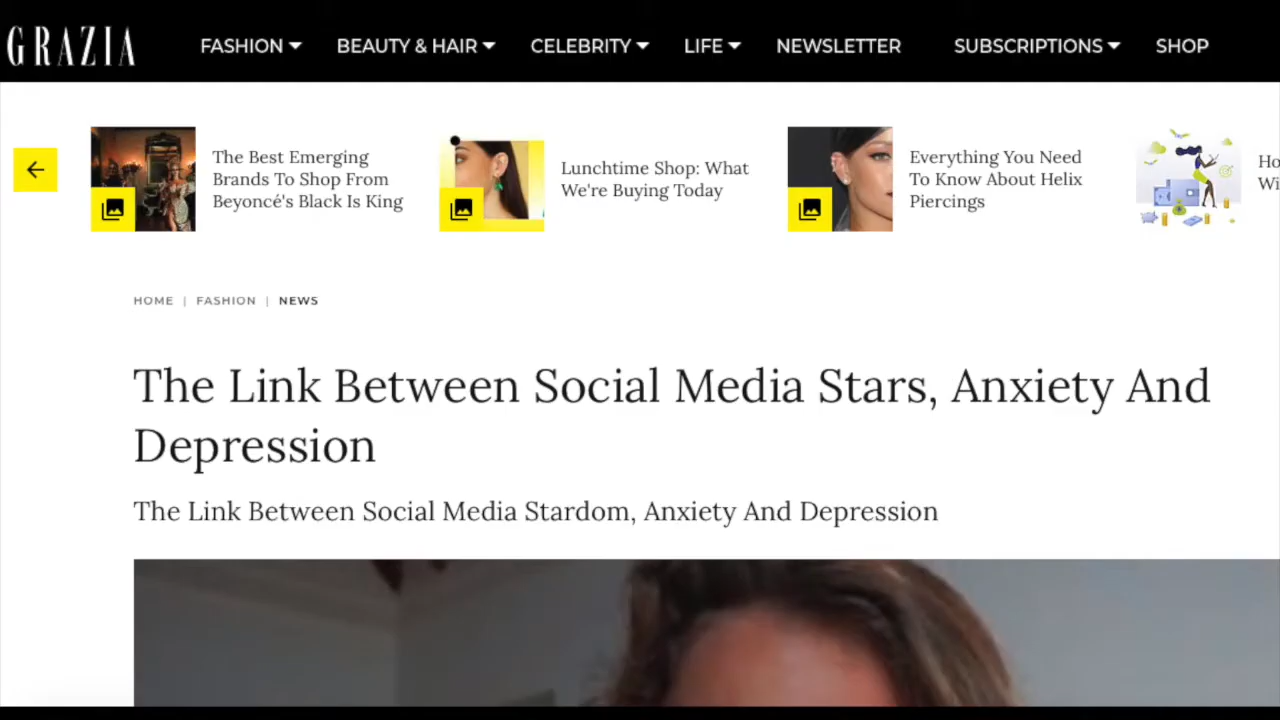 GRAZIA
FASHION
BEAUTY & HAIR
CELEBRITY
LIFE
NEWSLETTER
SUBSCRIPTIONS
SHOP
The Best Emerging
Brands To Shop From
Beyoncé's Black Is King
Lunchtime Shop: What
We're Buying Today
Everything You Need
To Know About Helix
Piercings
HOME | FASHION | NEWS
The Link Between Social Media Stars, Anxiety And
Depression
The Link Between Social Media Stardom, Anxiety And Depression